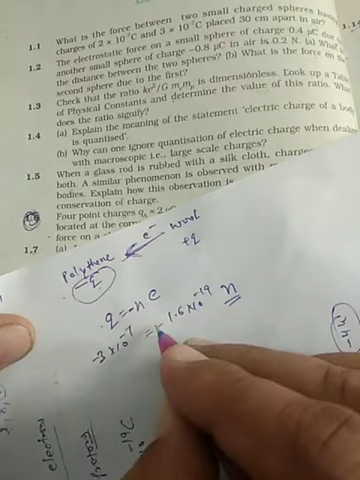 1.1 What is the force between two small charged spheres having
charges of 2 × 10⁻⁷C and 3 × 10⁻⁷C placed 30 cm apart in air?
1.2 The electrostatic force on a small sphere of charge 0.4 μC due to
another small sphere of charge –0.8 μC in air is 0.2 N. (a) What is
the distance between the two spheres? (b) What is the force on the
second sphere due to the first?
1.3 Check that the ratio ke²/G mₑmₚ is dimensionless. Look up a Table
of Physical Constants and determine the value of this ratio. What
does the ratio signify?
1.4 (a) Explain the meaning of the statement 'electric charge of a body
is quantised'.
(b) Why can one ignore quantisation of electric charge when dealing
with macroscopic i.e., large scale charges?
1.5 When a glass rod is rubbed with a silk cloth, charges
both. A similar phenomenon is observed with
bodies. Explain how this observation is
conservation of charge.
Four point charges qₐ = 2
located at the
force on a
1.7 (a)
Polythene e⁻ wool
-q +q
q = -ne
-3×10⁻⁷ = - 1.6×10⁻¹⁹ n
electrons